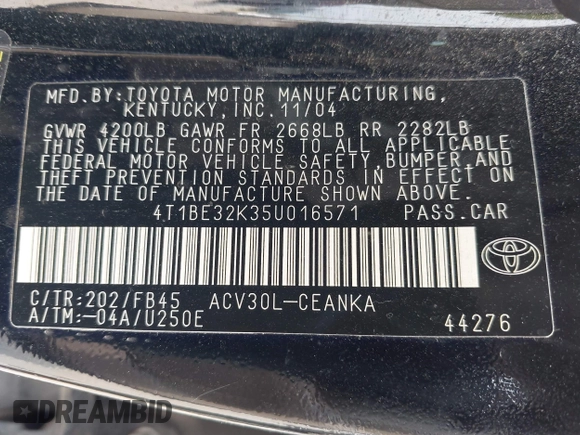 MFD.BY:TOYOTA MOTOR MANUFACTURING,
KENTUCKY,INC.11/04
GVWR 4200LB GAWR FR 2668LB RR 2282LB
THIS VEHICLE CONFORMS TO ALL APPLICABLE
FEDERAL MOTOR VEHICLE SAFETY,BUMPER,AND
THEFT PREVENTION STANDARDS IN EFFECT ON
THE DATE OF MANUFACTURE SHOWN ABOVE.
4T1BE32K35U016571 PASS.CAR
C/TR:202/FB45 ACV30L-CEANKA
A/TM:-04A/U250E 44276
DREAMBID